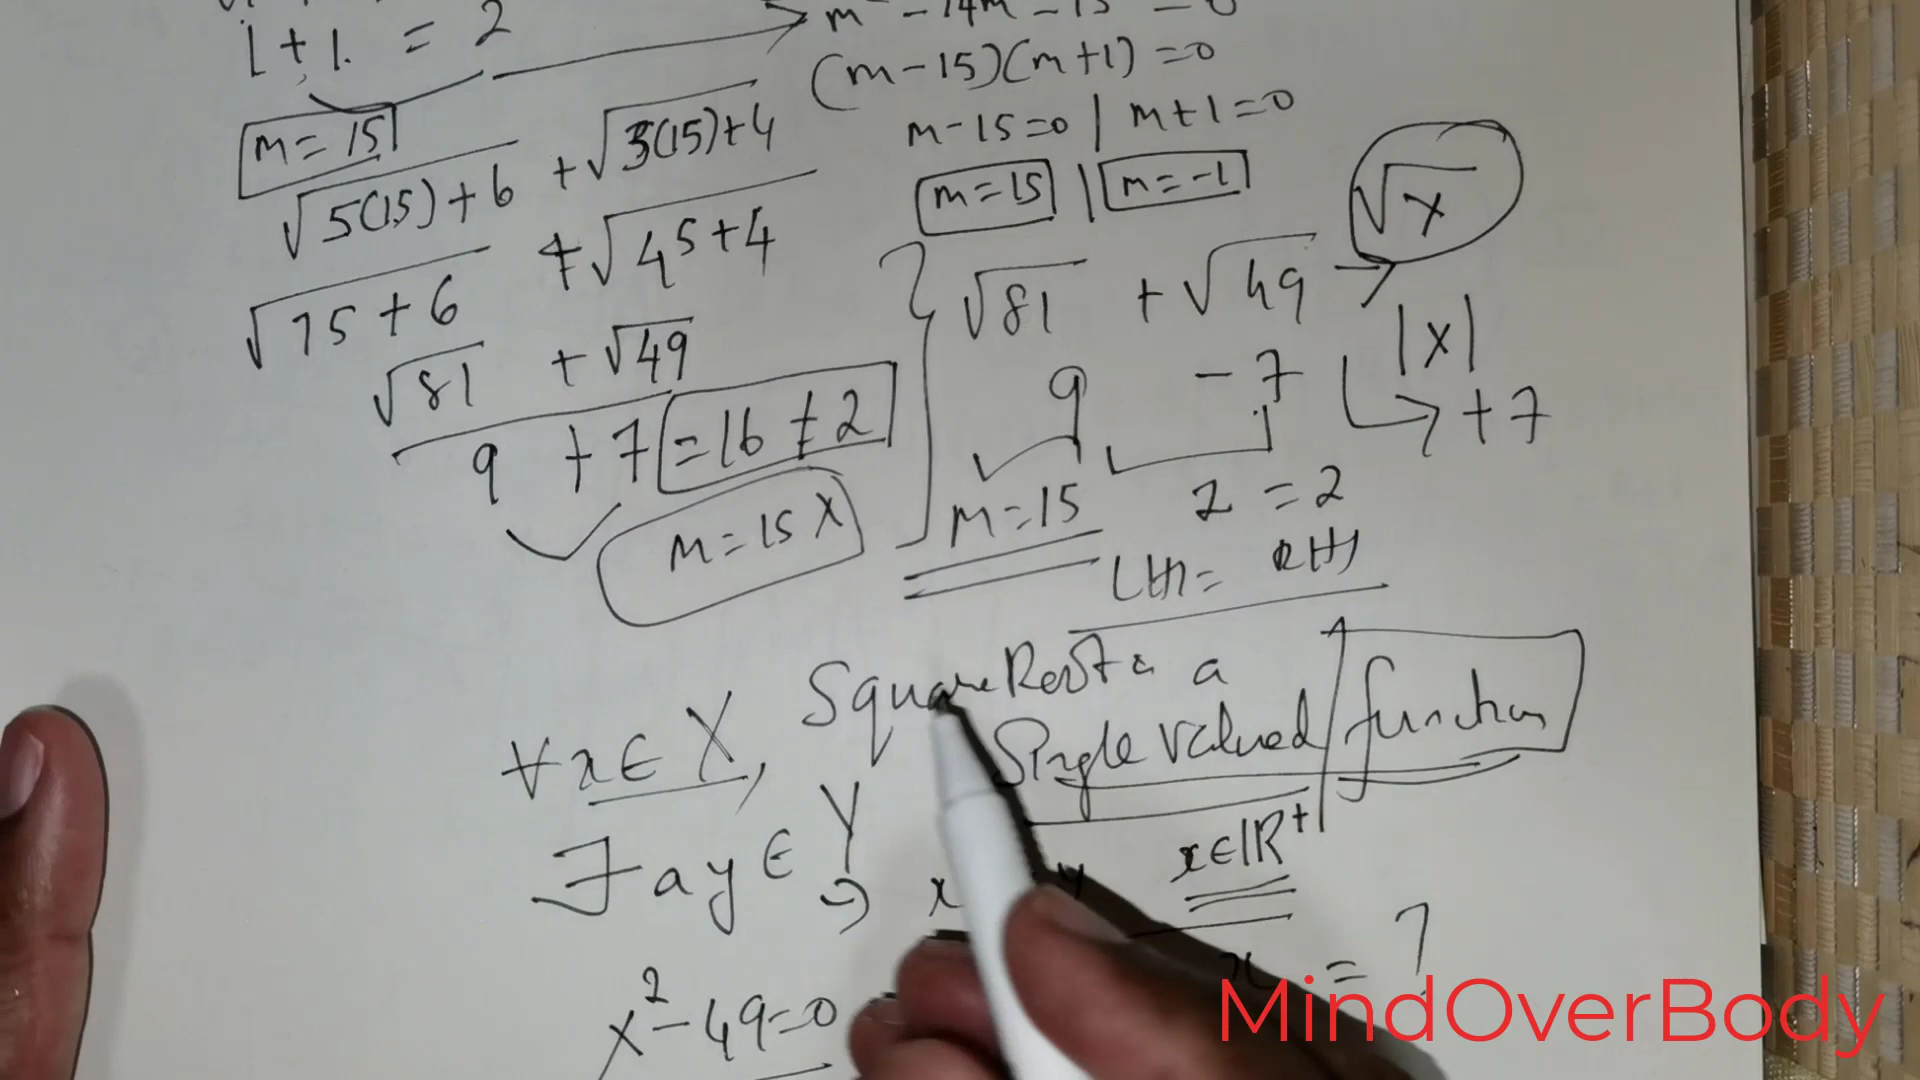 1 + 1 = 2
m² - 14m - 15 = 0
(m-15)(m+1) = 0
m-15=0 | m+1=0
m=15 | m=-1
m=15
√5(15)+6 + √3(15)+4
√75+6 + √45+4
√81 + √49
9 + 7 = 16 ≠ 2
m=15 X
√81 + √49 → √x
|x|
9 - 7 → +7
m=15 2 = 2
LHS = RHS
Square Root is a
Single valued function
∀x∈X,
∃ a y ∈ Y
x y
x∈ℝ⁺
x² - 49=0
x = 7
MindOverBody